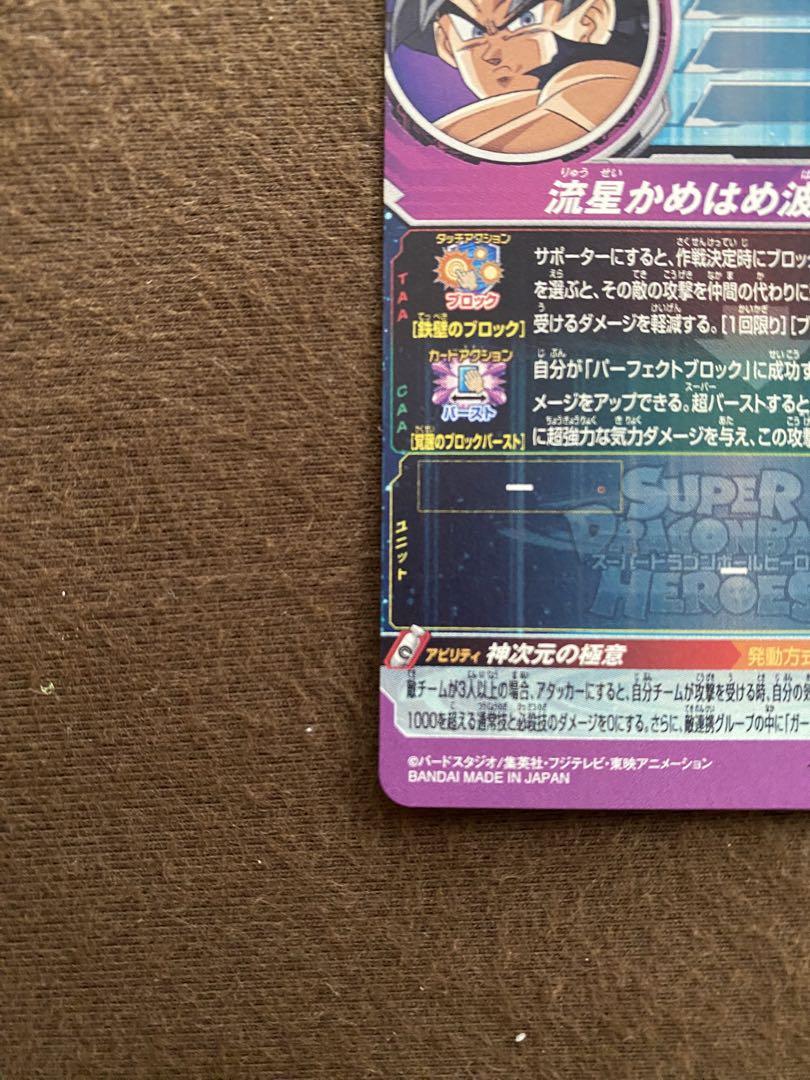 りゅう せい
流星かめはめ波
タッチアクション
ブロック
[鉄壁のブロック]
TAA
サポーターにすると、作戦決定時にブロッ
を選ぶと、その敵の攻撃を仲間の代わりに
受けるダメージを軽減する。[1回限り][ブ
カードアクション
バースト
[覚醒のブロックバースト]
CAA
自分が「パーフェクトブロック」に成功す
メージをアップできる。超バーストすると、
に超強力な気力ダメージを与え、この攻
ユニット
ー
SUPER
DRAGONBA
スーパードラゴンボールヒーロ
HEROES
ー
アビリティ 神次元の極意 発動方式
敵チームが3人以上の場合、アタッカーにすると、自分チームが攻撃を受ける時、自分の
1000を超える通常技と必殺技のダメージを0にする。さらに、敵連携グループの中に「ガー
©バードスタジオ/集英社・フジテレビ・東映アニメーション
BANDAI MADE IN JAPAN